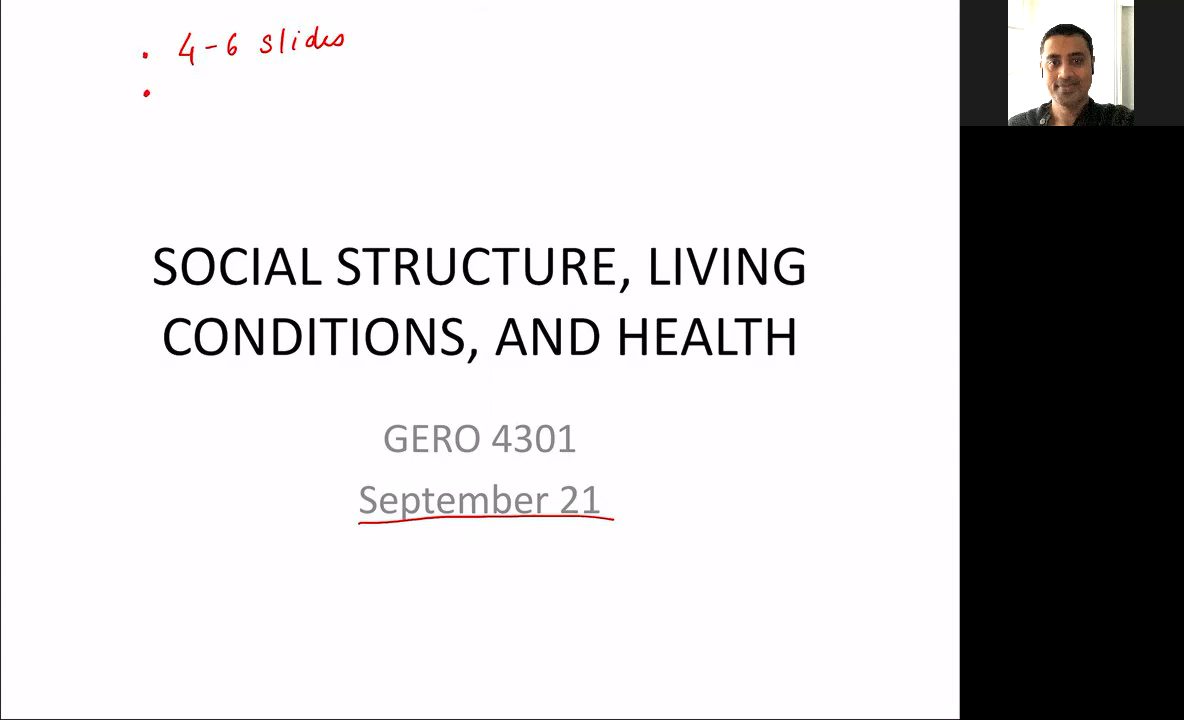 • 4-6 slides
•
SOCIAL STRUCTURE, LIVING
CONDITIONS, AND HEALTH
GERO 4301
September 21